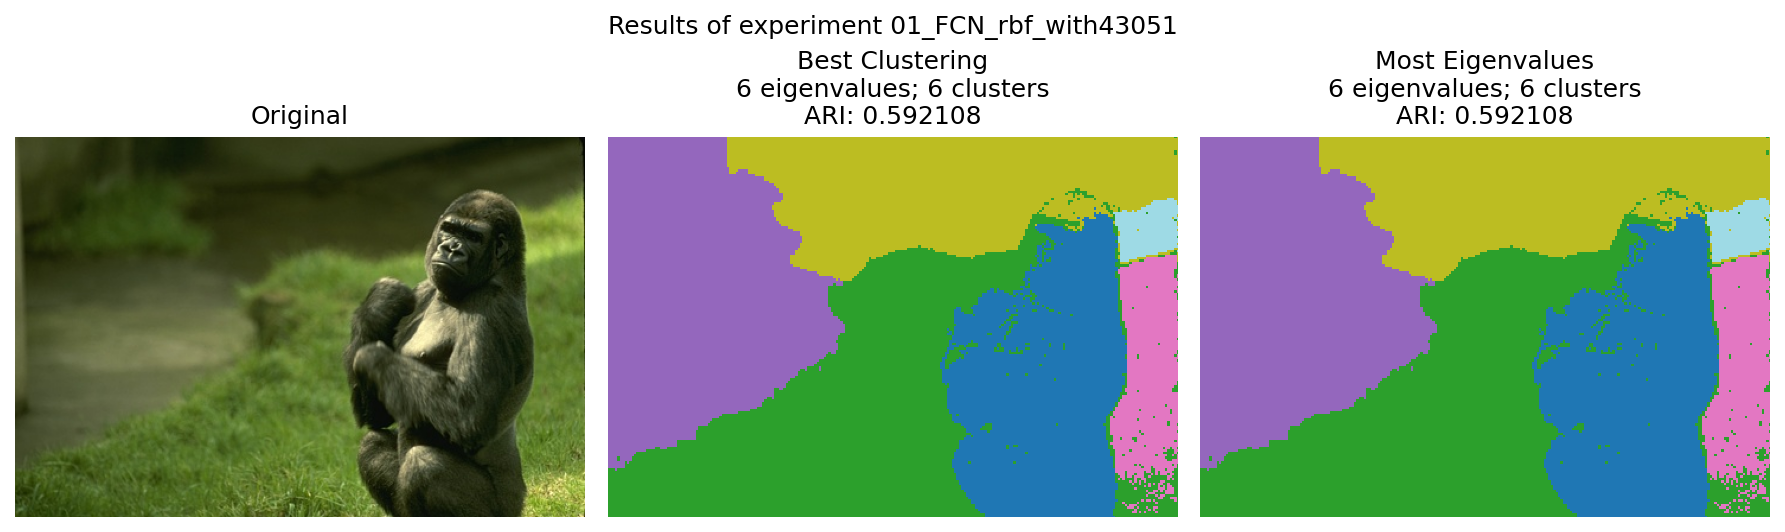 Results of experiment 01_FCN_rbf_with43051
Original
Best Clustering
6 eigenvalues; 6 clusters
ARI: 0.592108
Most Eigenvalues
6 eigenvalues; 6 clusters
ARI: 0.592108